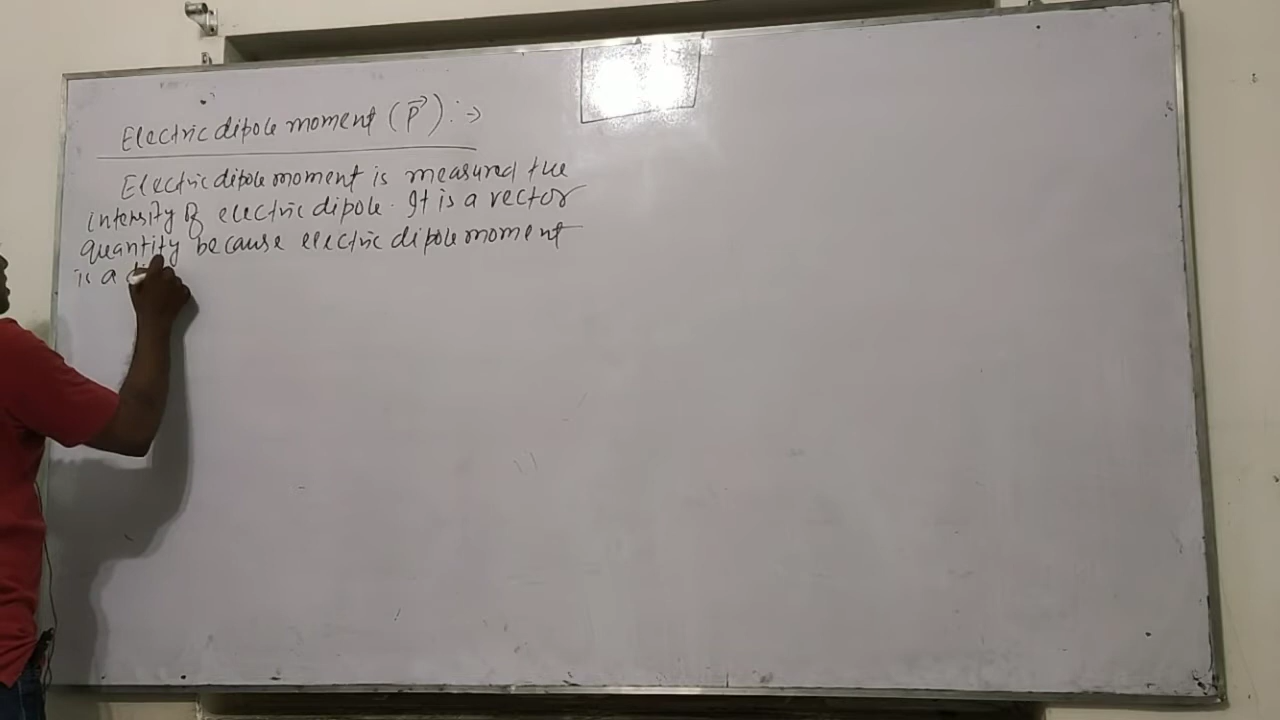 Electric dipole moment (P⃗) :→
Electric dipole moment is measured the
intensity of electric dipole. It is a vector
quantity because electric dipole moment
is a